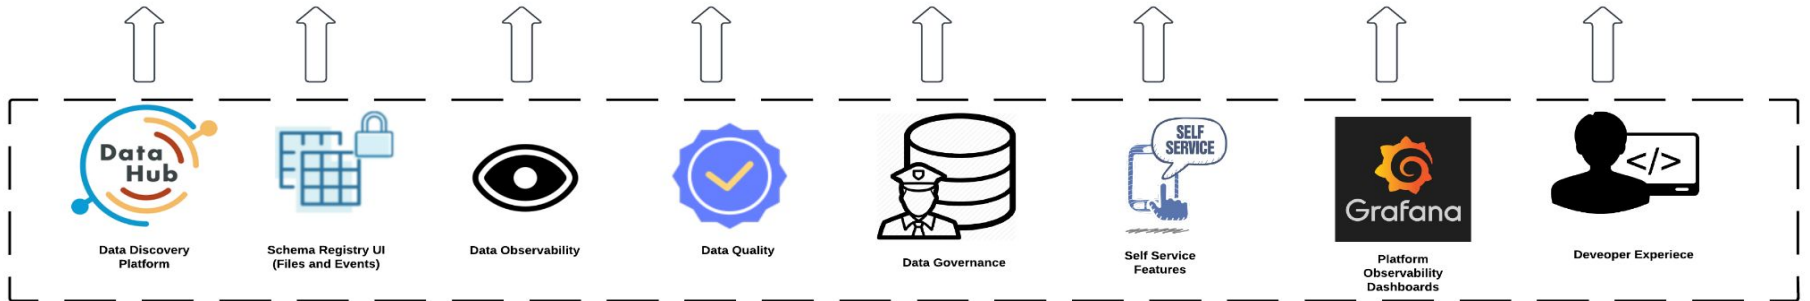 Data
Hub
Data Discovery
Platform
Schema Registry UI
(Files and Events)
Data Observability
Data Quality
Data Governance
SELF
SERVICE
Self Service
Features
Grafana
Platform
Observability
Dashboards
</>
Deveoper Experiece